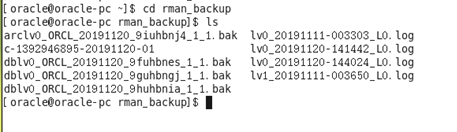 [oracle@oracle-pc ~]$ cd rman_backup
[oracle@oracle-pc rman_backup]$ ls
arclv0_ORCL_20191120_9iuhbnj4_1_1.bak lv0_20191111-003303_L0.log
c-1392946895-20191120-01 lv0_20191120-141442_L0.log
dblv0_ORCL_20191120_9fuhbnes_1_1.bak lv0_20191120-144024_L0.log
dblv0_ORCL_20191120_9guhbngj_1_1.bak lv1_20191111-003650_L0.log
dblv0_ORCL_20191120_9huhbnia_1_1.bak
[oracle@oracle-pc rman_backup]$